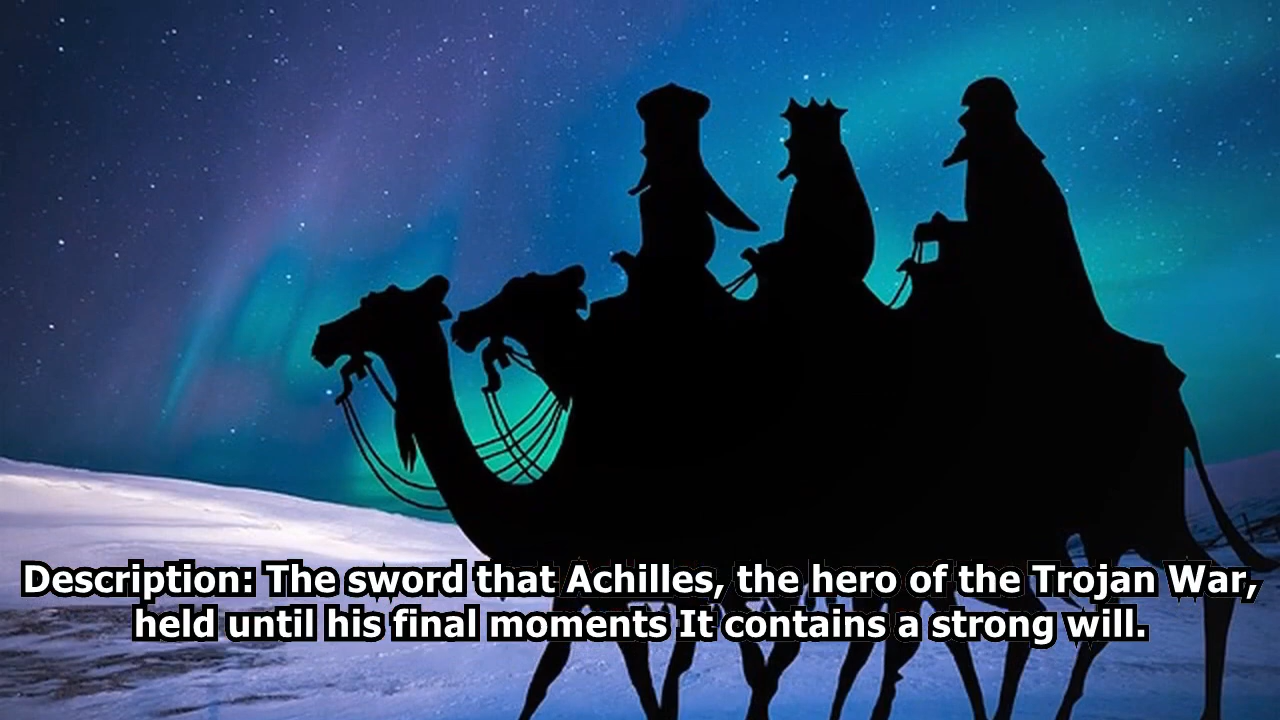 Description: The sword that Achilles, the hero of the Trojan War,
held until his final moments It contains a strong will.